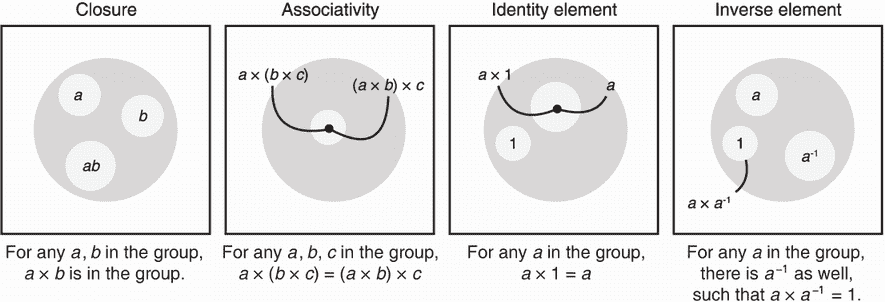 Closure
a
b
ab
For any a, b in the group,
a × b is in the group.
Associativity
a × (b × c)
(a × b) × c
For any a, b, c in the group,
a × (b × c) = (a × b) × c
Identity element
a × 1
a
1
For any a in the group,
a × 1 = a
Inverse element
a
1
a⁻¹
a × a⁻¹
For any a in the group,
there is a⁻¹ as well,
such that a × a⁻¹ = 1.